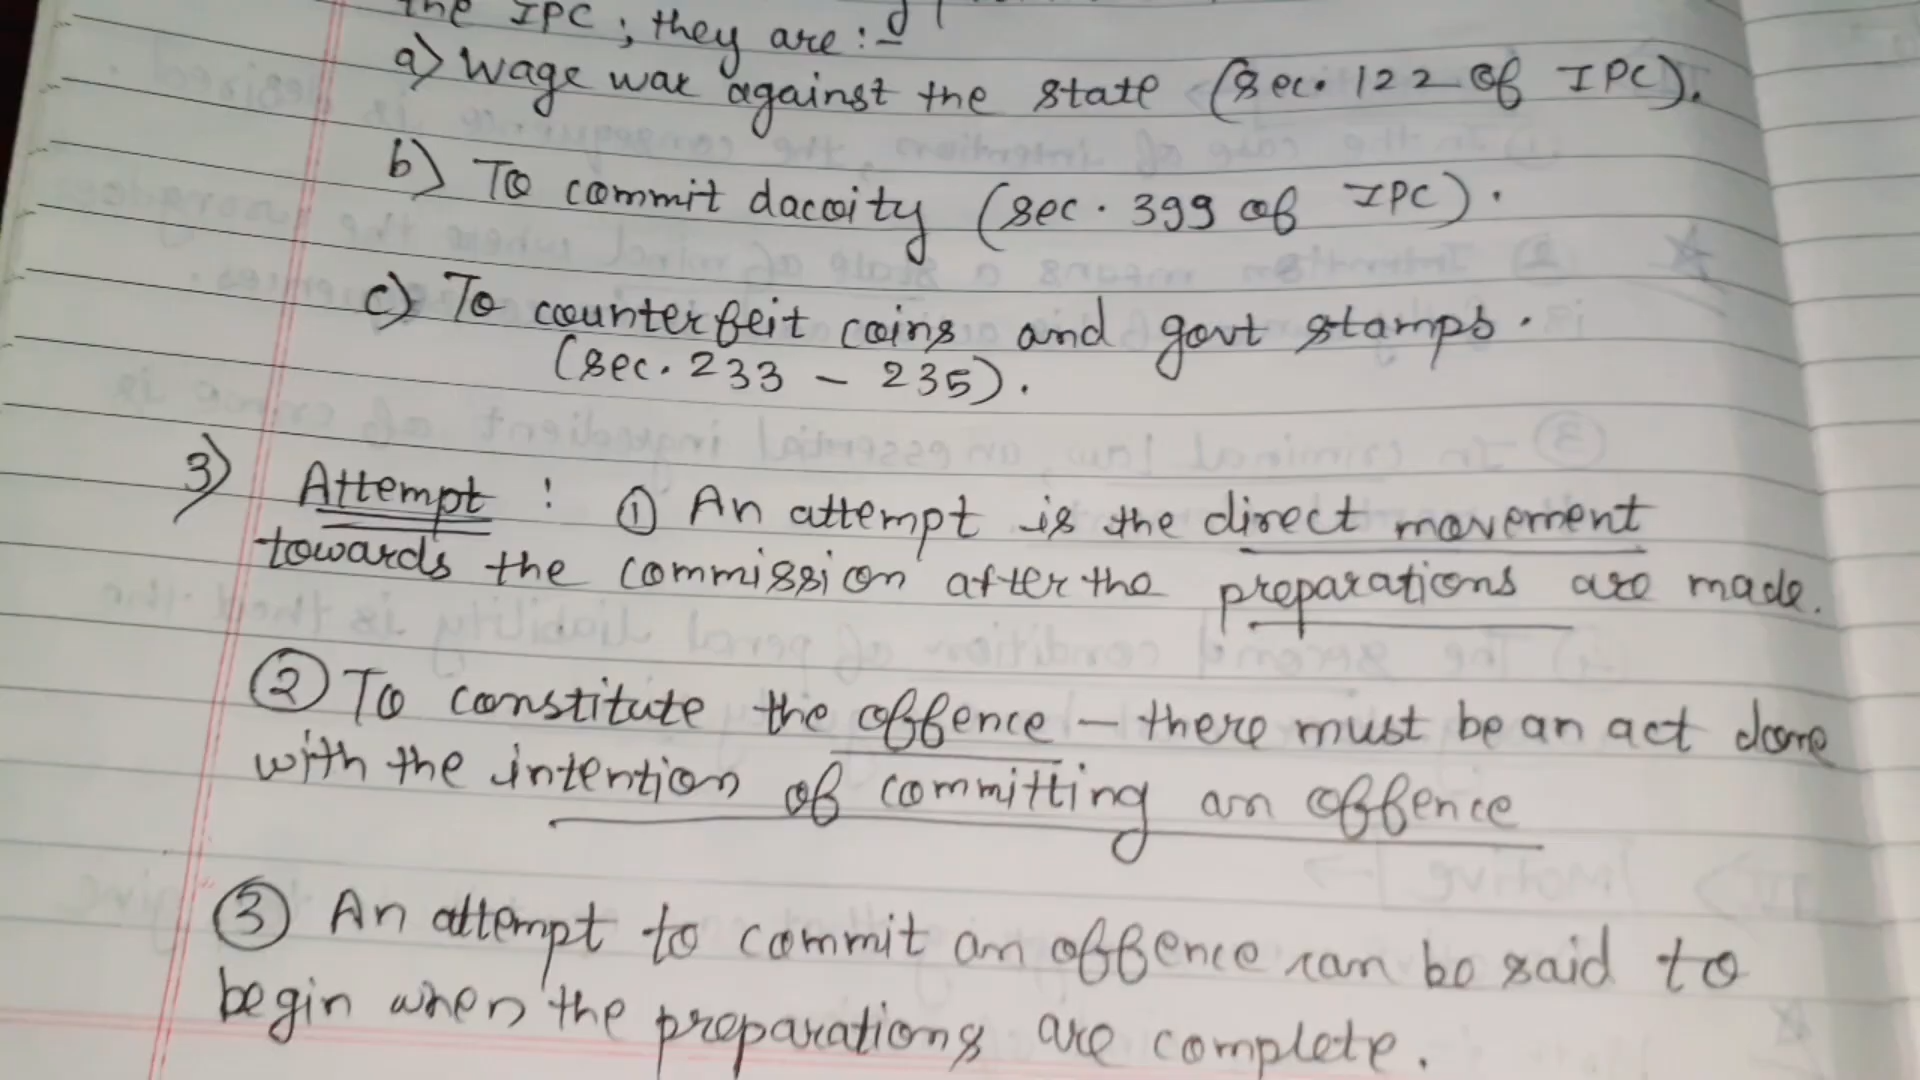 the IPC; they are:
a) Wage war against the state (sec. 122 of IPC).
b) To commit dacoity (sec. 399 of IPC).
c) To counterfeit coins and govt stamps.
(sec. 233 - 235).
3) Attempt : ① An attempt is the direct movement
towards the commission after the preparations are made.
② To constitute the offence - there must be an act done
with the intention of committing an offence
③ An attempt to commit an offence can be said to
begin when the preparations are complete.